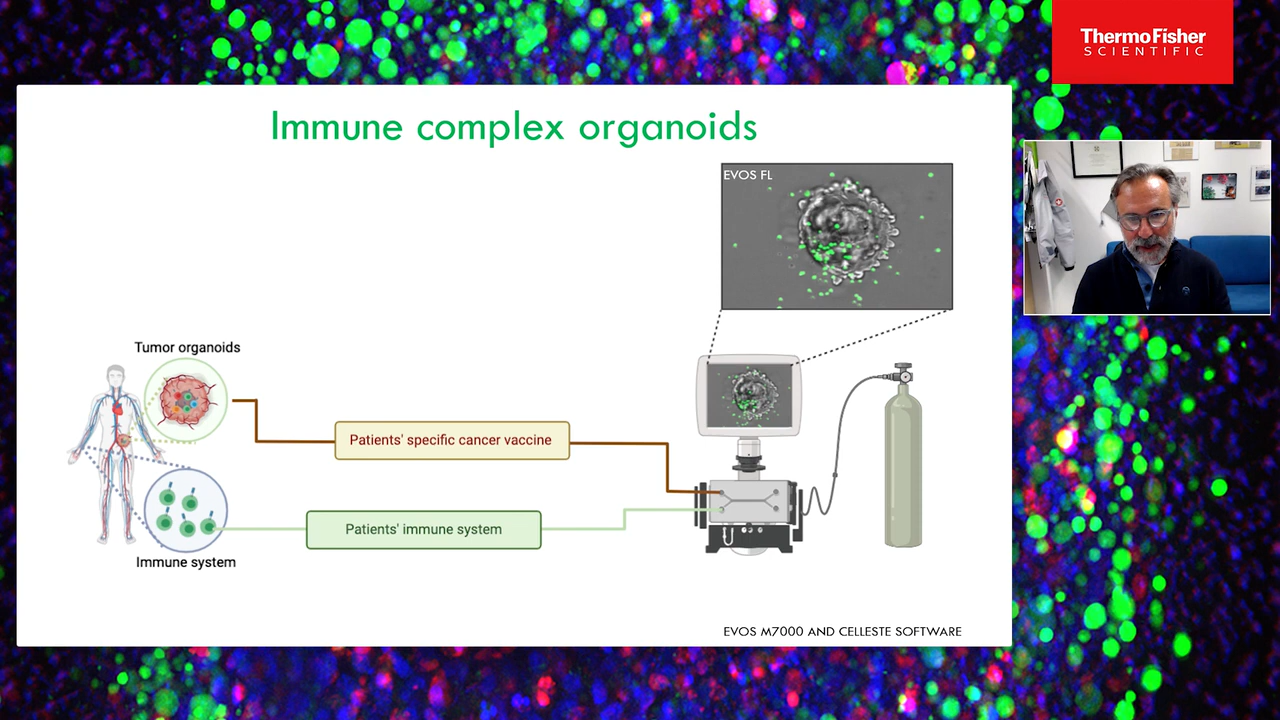 ThermoFisher
SCIENTIFIC
Immune complex organoids
EVOS FL
Tumor organoids
Patients' specific cancer vaccine
Patients' immune system
Immune system
EVOS M7000 AND CELLESTE SOFTWARE